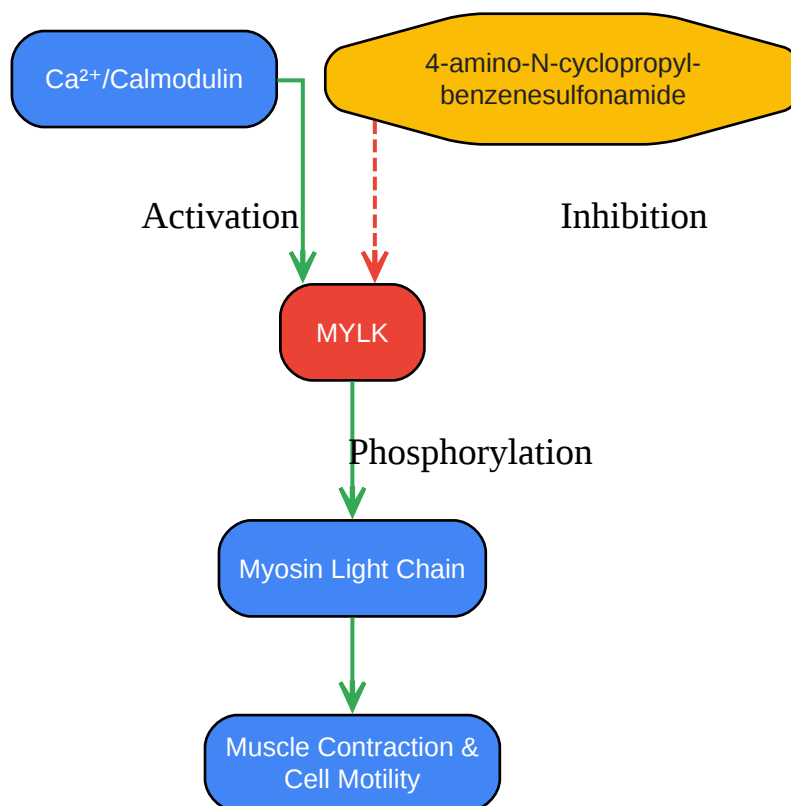 Ca²⁺/Calmodulin
4-amino-N-cyclopropyl-
benzenesulfonamide
Activation
Inhibition
MYLK
Phosphorylation
Myosin Light Chain
Muscle Contraction &
Cell Motility